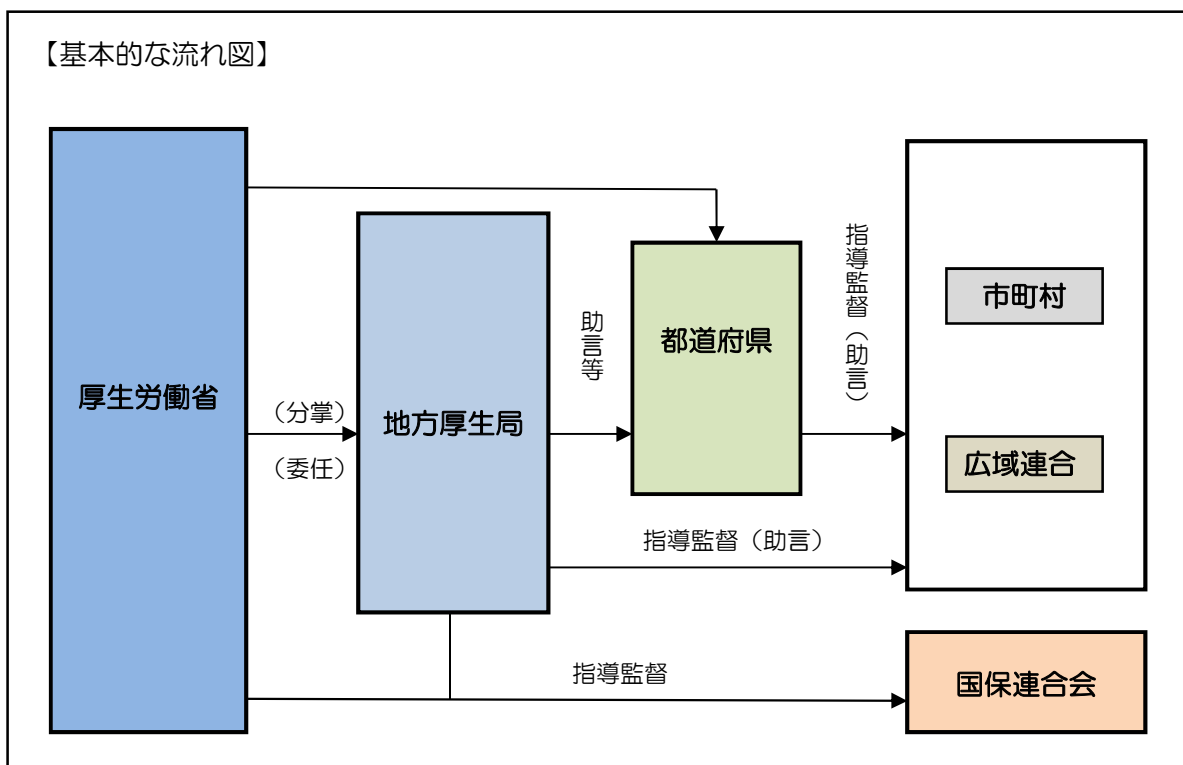 【基本的な流れ図】
厚生労働省
（分掌）
（委任）
地方厚生局
助言等
都道府県
指導監督（助言）
市町村
広域連合
指導監督（助言）
指導監督
国保連合会